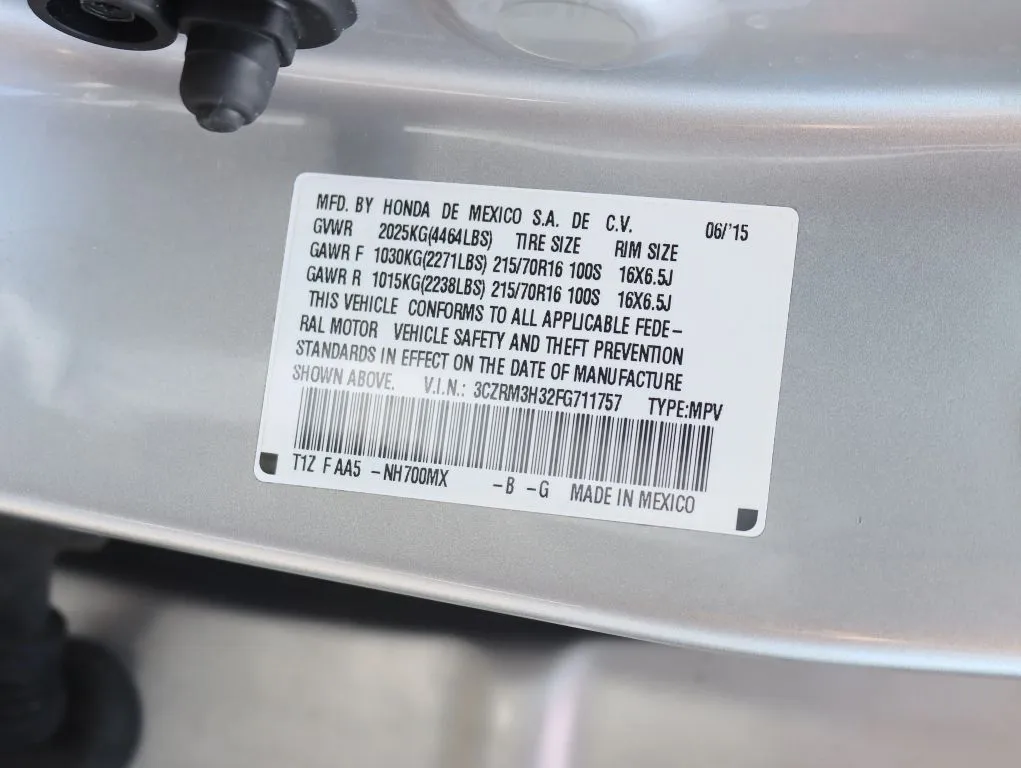 MFD. BY HONDA DE MEXICO S.A. DE C.V. 06/'15
GVWR 2025KG(4464LBS) TIRE SIZE RIM SIZE
GAWR F 1030KG(2271LBS) 215/70R16 100S 16X6.5J
GAWR R 1015KG(2238LBS) 215/70R16 100S 16X6.5J
THIS VEHICLE CONFORMS TO ALL APPLICABLE FEDE-
RAL MOTOR VEHICLE SAFETY AND THEFT PREVENTION
STANDARDS IN EFFECT ON THE DATE OF MANUFACTURE
SHOWN ABOVE. V.I.N.: 3CZRM3H32FG711757 TYPE:MPV
T1Z F AA5 -NH700MX -B -G MADE IN MEXICO